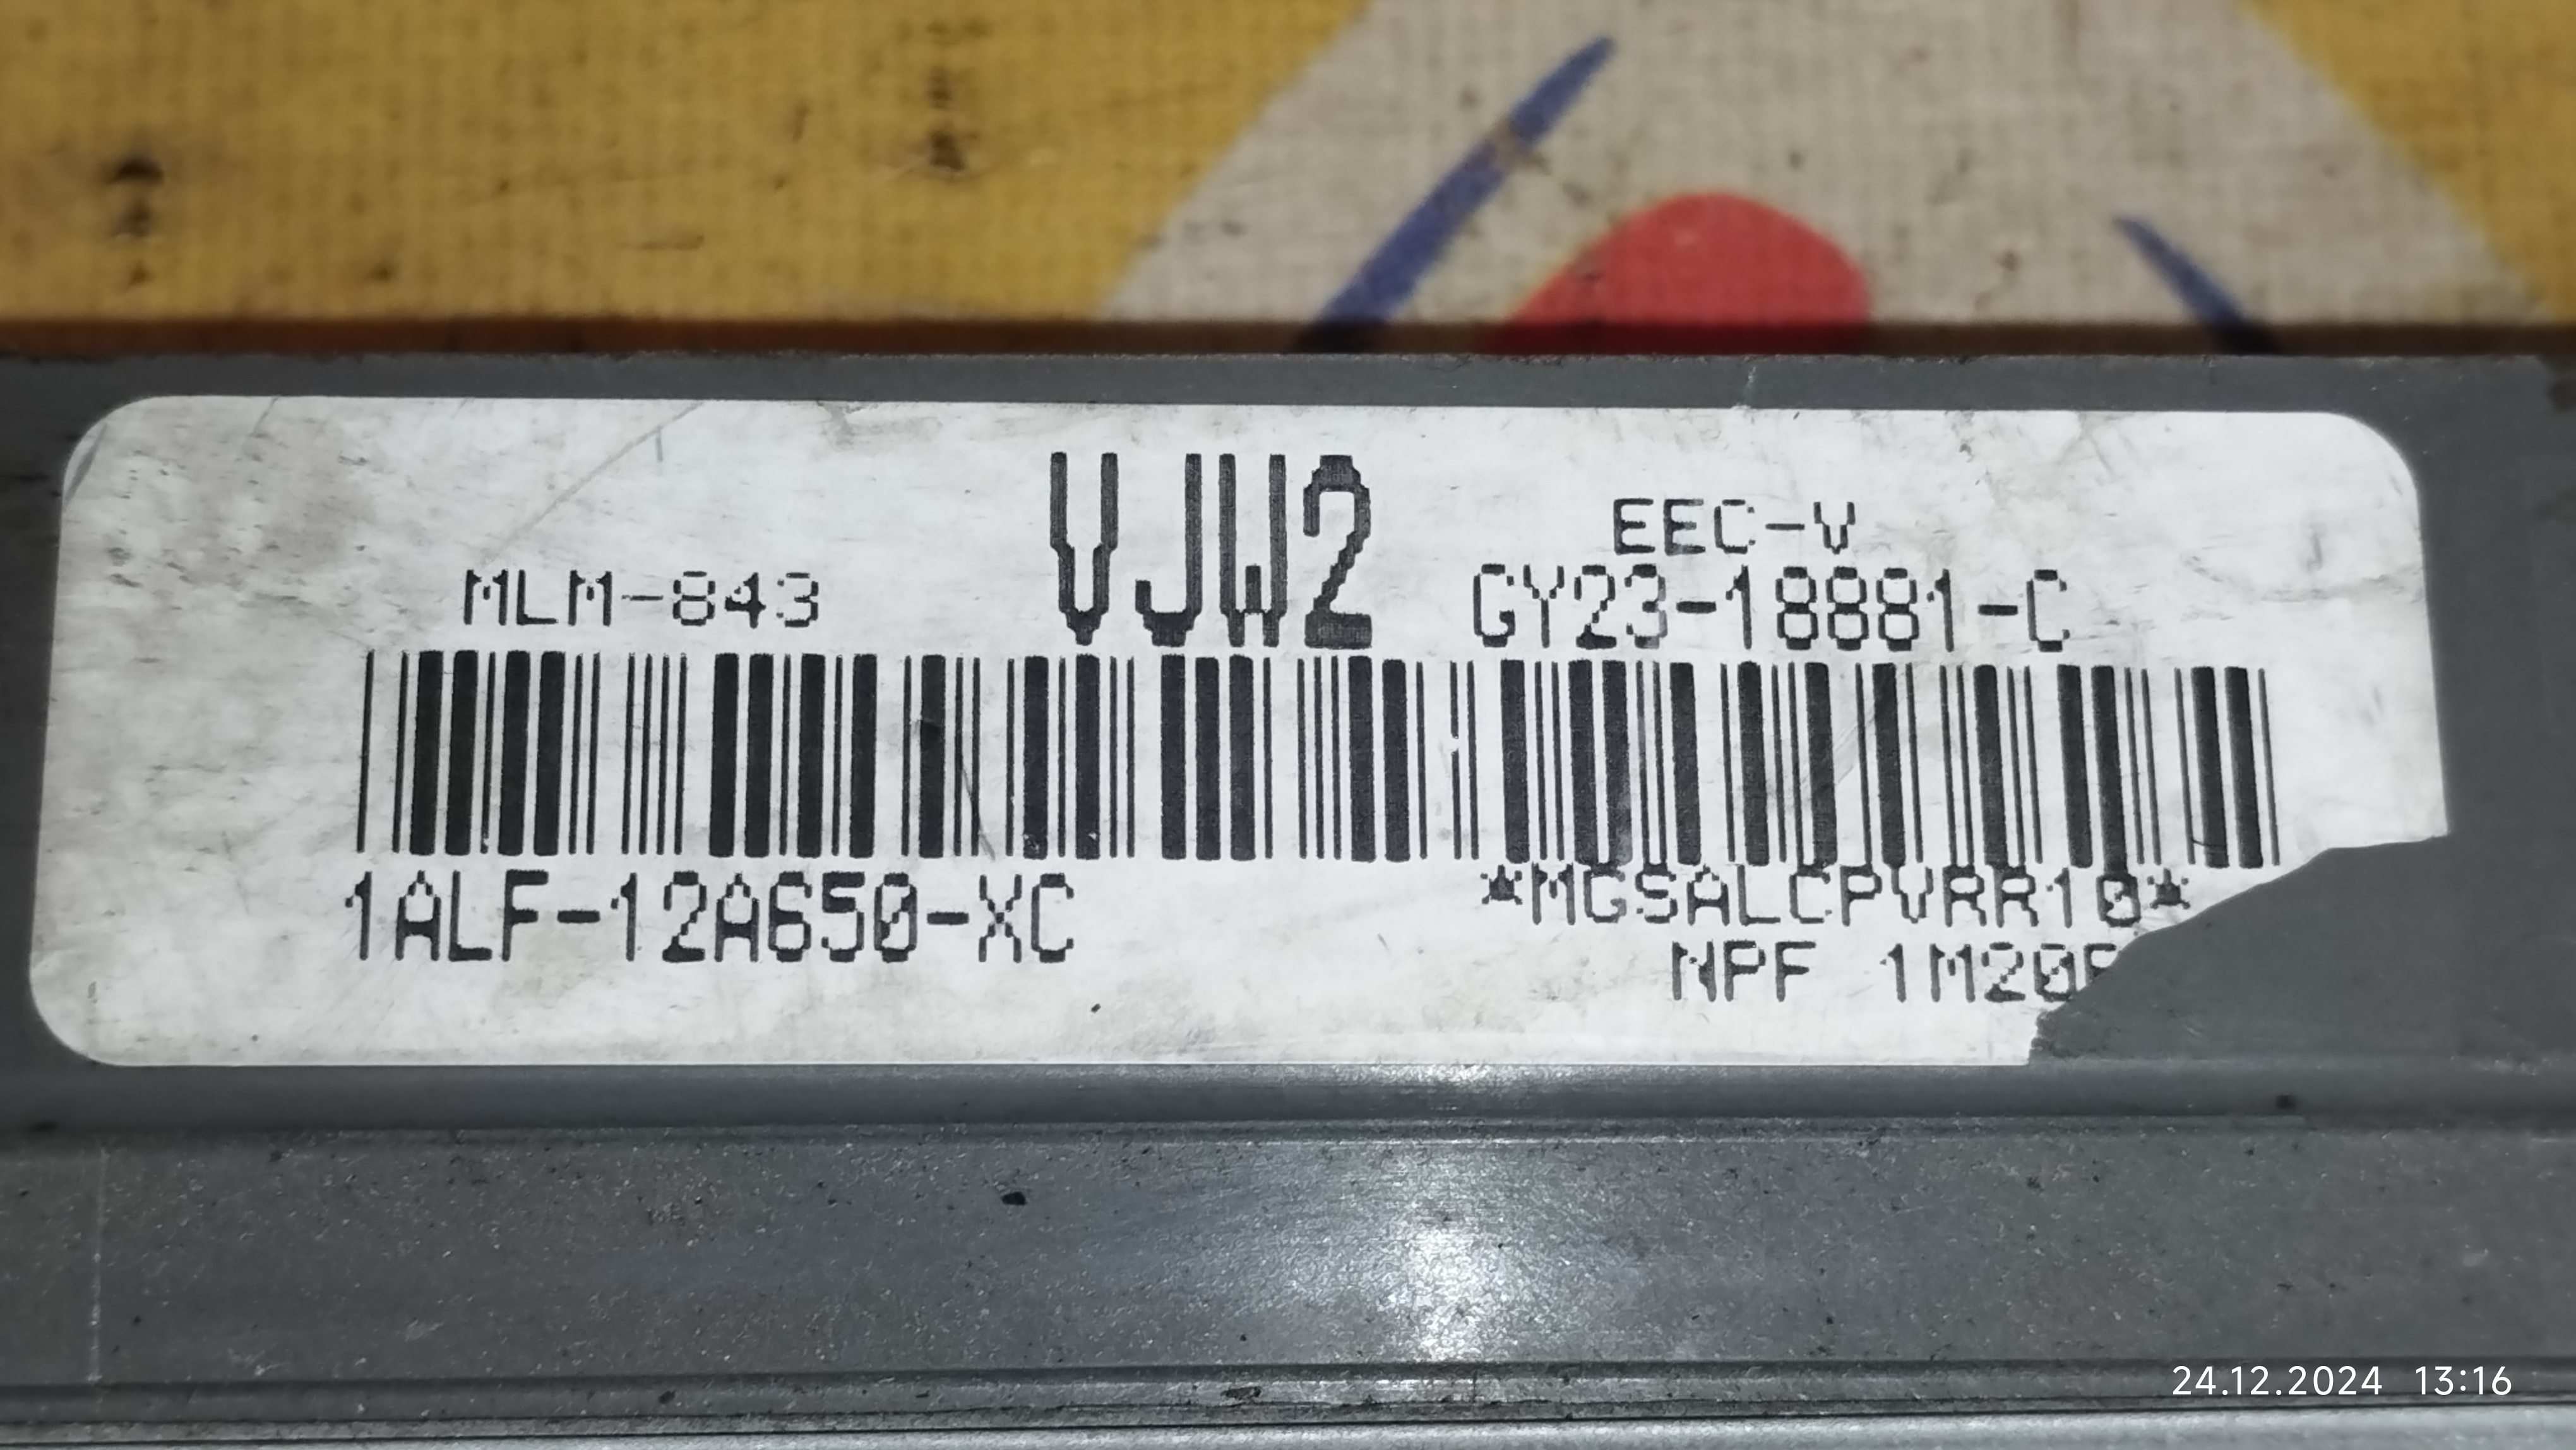 VJW2
EEC-V
MLM-843
GY23-18881-C
1ALF-12A650-XC
*MGSALCPVRR10*
NPF
24.12.2024 13:16